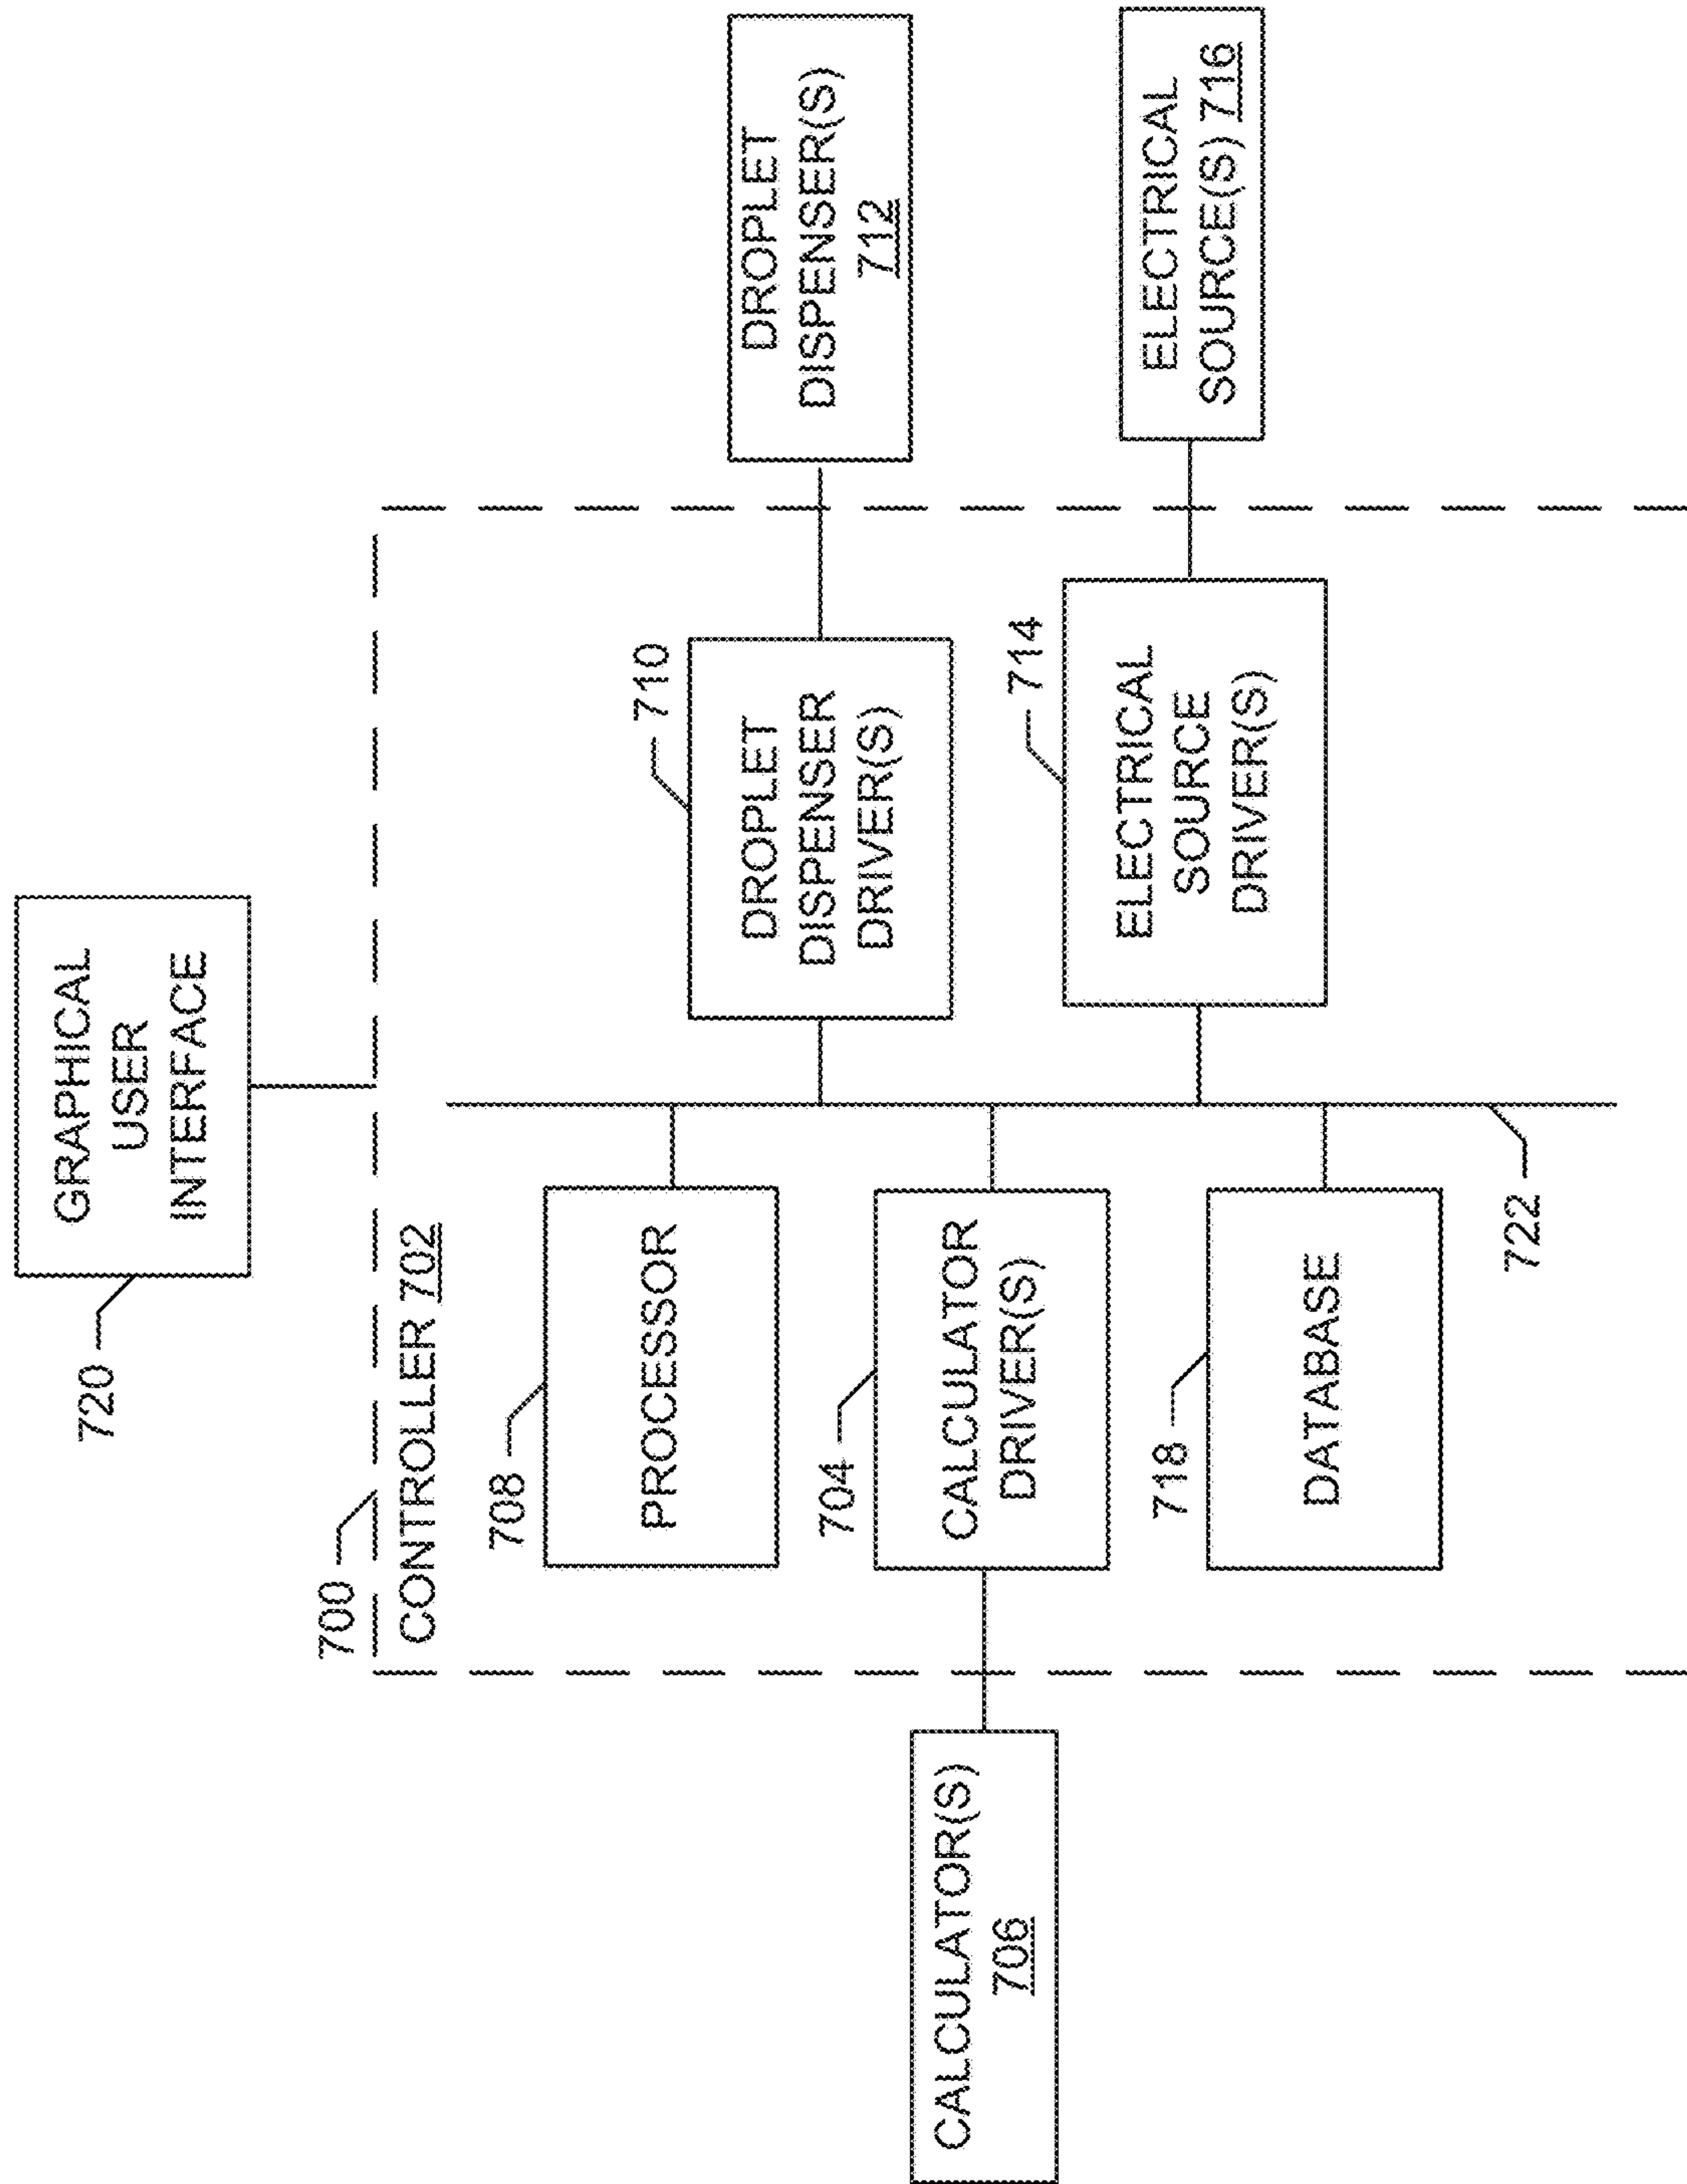 720
GRAPHICAL
USER
INTERFACE
700
CONTROLLER 702
708
PROCESSOR
710
DROPLET
DISPENSER
DRIVER(S)
DROPLET
DISPENSER(S)
712
CALCULATOR(S)
706
704
CALCULATOR
DRIVER(S)
714
ELECTRICAL
SOURCE
DRIVER(S)
ELECTRICAL
SOURCE(S) 716
718
DATABASE
722